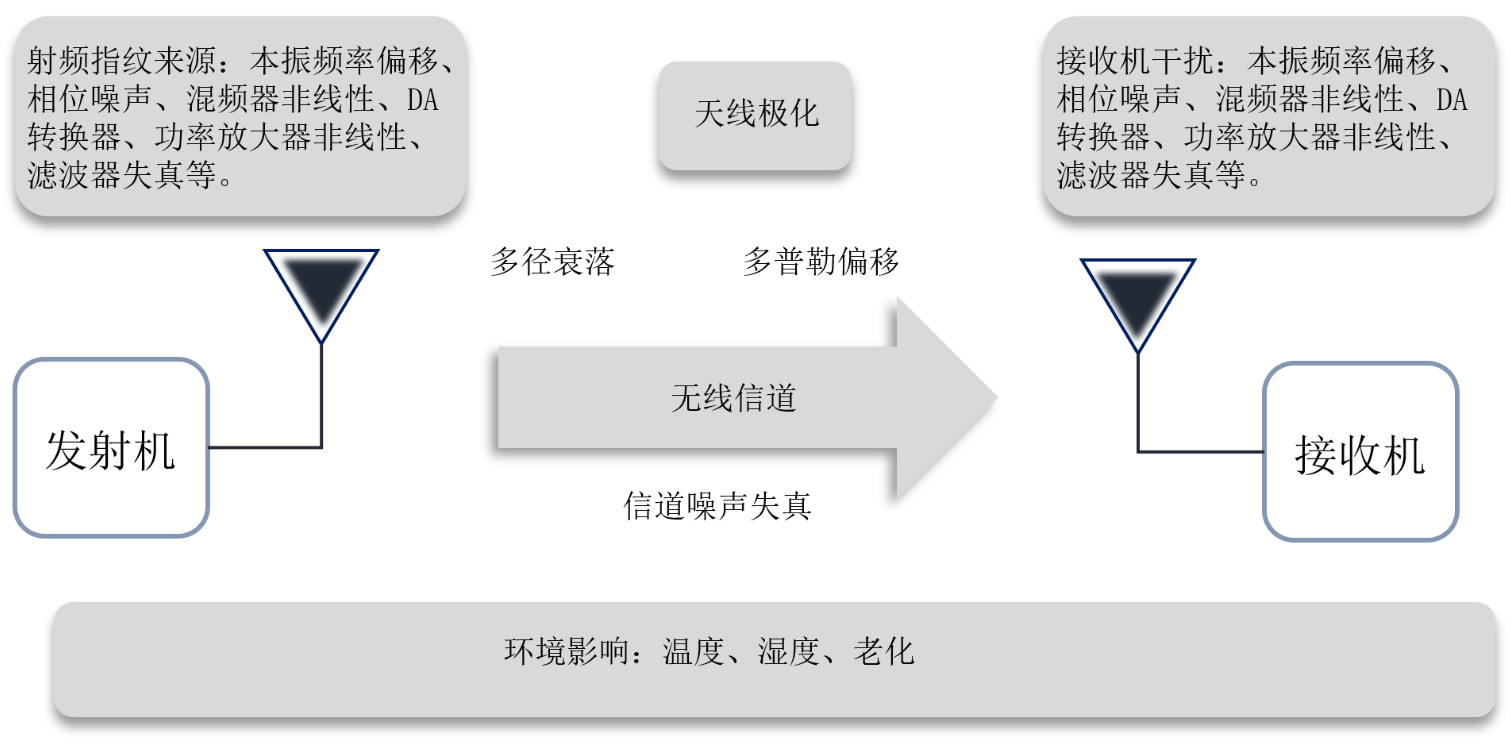 射频指纹来源：本振频率偏移、
相位噪声、混频器非线性、DA
转换器、功率放大器非线性、
滤波器失真等。
天线极化
接收机干扰：本振频率偏移、
相位噪声、混频器非线性、DA
转换器、功率放大器非线性、
滤波器失真等。
多径衰落
多普勒偏移
无线信道
发射机
接收机
信道噪声失真
环境影响：温度、湿度、老化